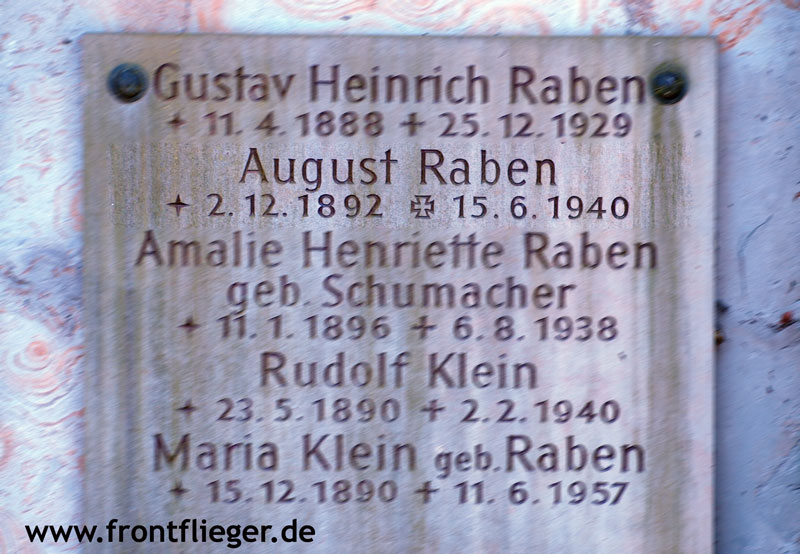 Gustav Heinrich Raben
+ 11.4.1888 + 25.12.1929
August Raben
+ 2.12.1892 ✠ 15.6.1940
Amalie Henriette Raben
geb. Schumacher
+ 11.1.1896 + 6.8.1938
Rudolf Klein
+ 23.5.1890 + 2.2.1940
Maria Klein geb. Raben
+ 15.12.1890 + 11.6.1957
www.frontflieger.de